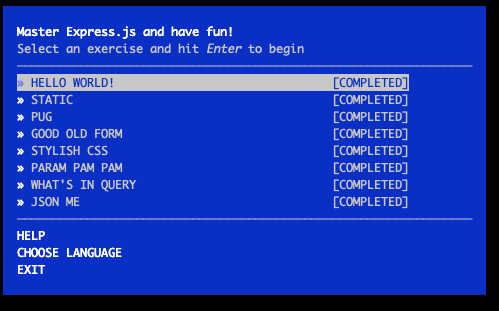 Master Express.js and have fun!
Select an exercise and hit Enter to begin
» HELLO WORLD! [COMPLETED]
» STATIC [COMPLETED]
» PUG [COMPLETED]
» GOOD OLD FORM [COMPLETED]
» STYLISH CSS [COMPLETED]
» PARAM PAM PAM [COMPLETED]
» WHAT'S IN QUERY [COMPLETED]
» JSON ME [COMPLETED]
HELP
CHOOSE LANGUAGE
EXIT